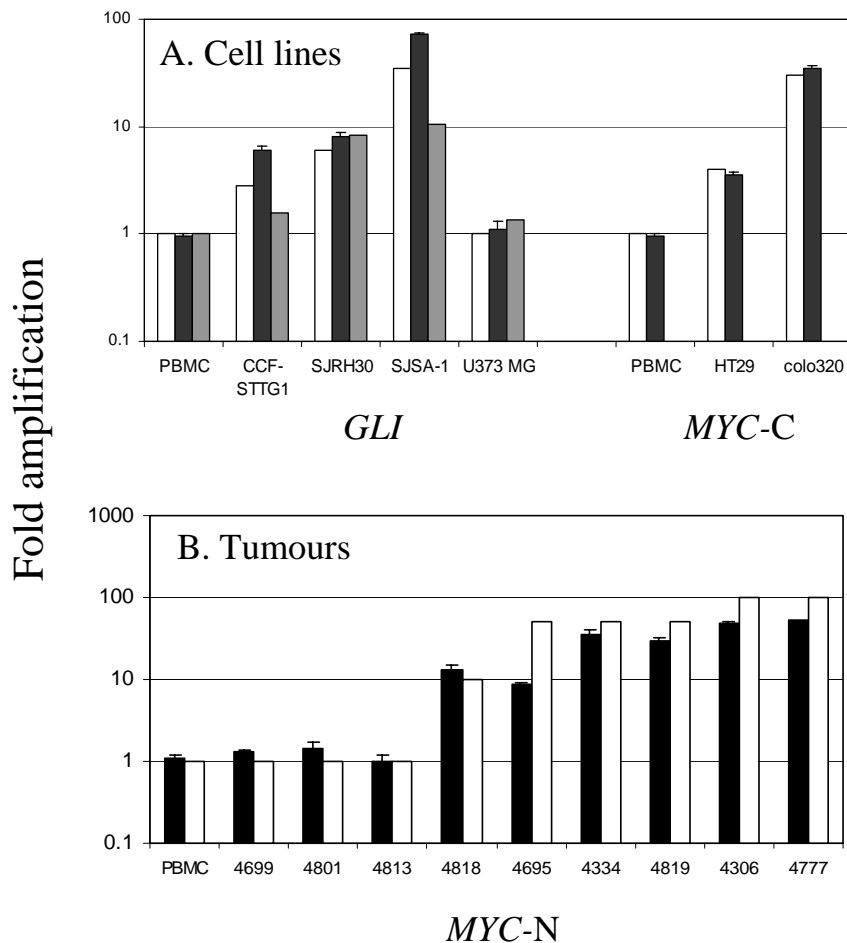 Fold amplification
A. Cell lines
100
10
1
0.1
PBMC
CCF-
STTG1
SJRH30
SJSA-1
U373 MG
PBMC
HT29
colo320
GLI
MYC-C
B. Tumours
1000
100
10
1
0.1
PBMC
4699
4801
4813
4818
4695
4334
4819
4306
4777
MYC-N